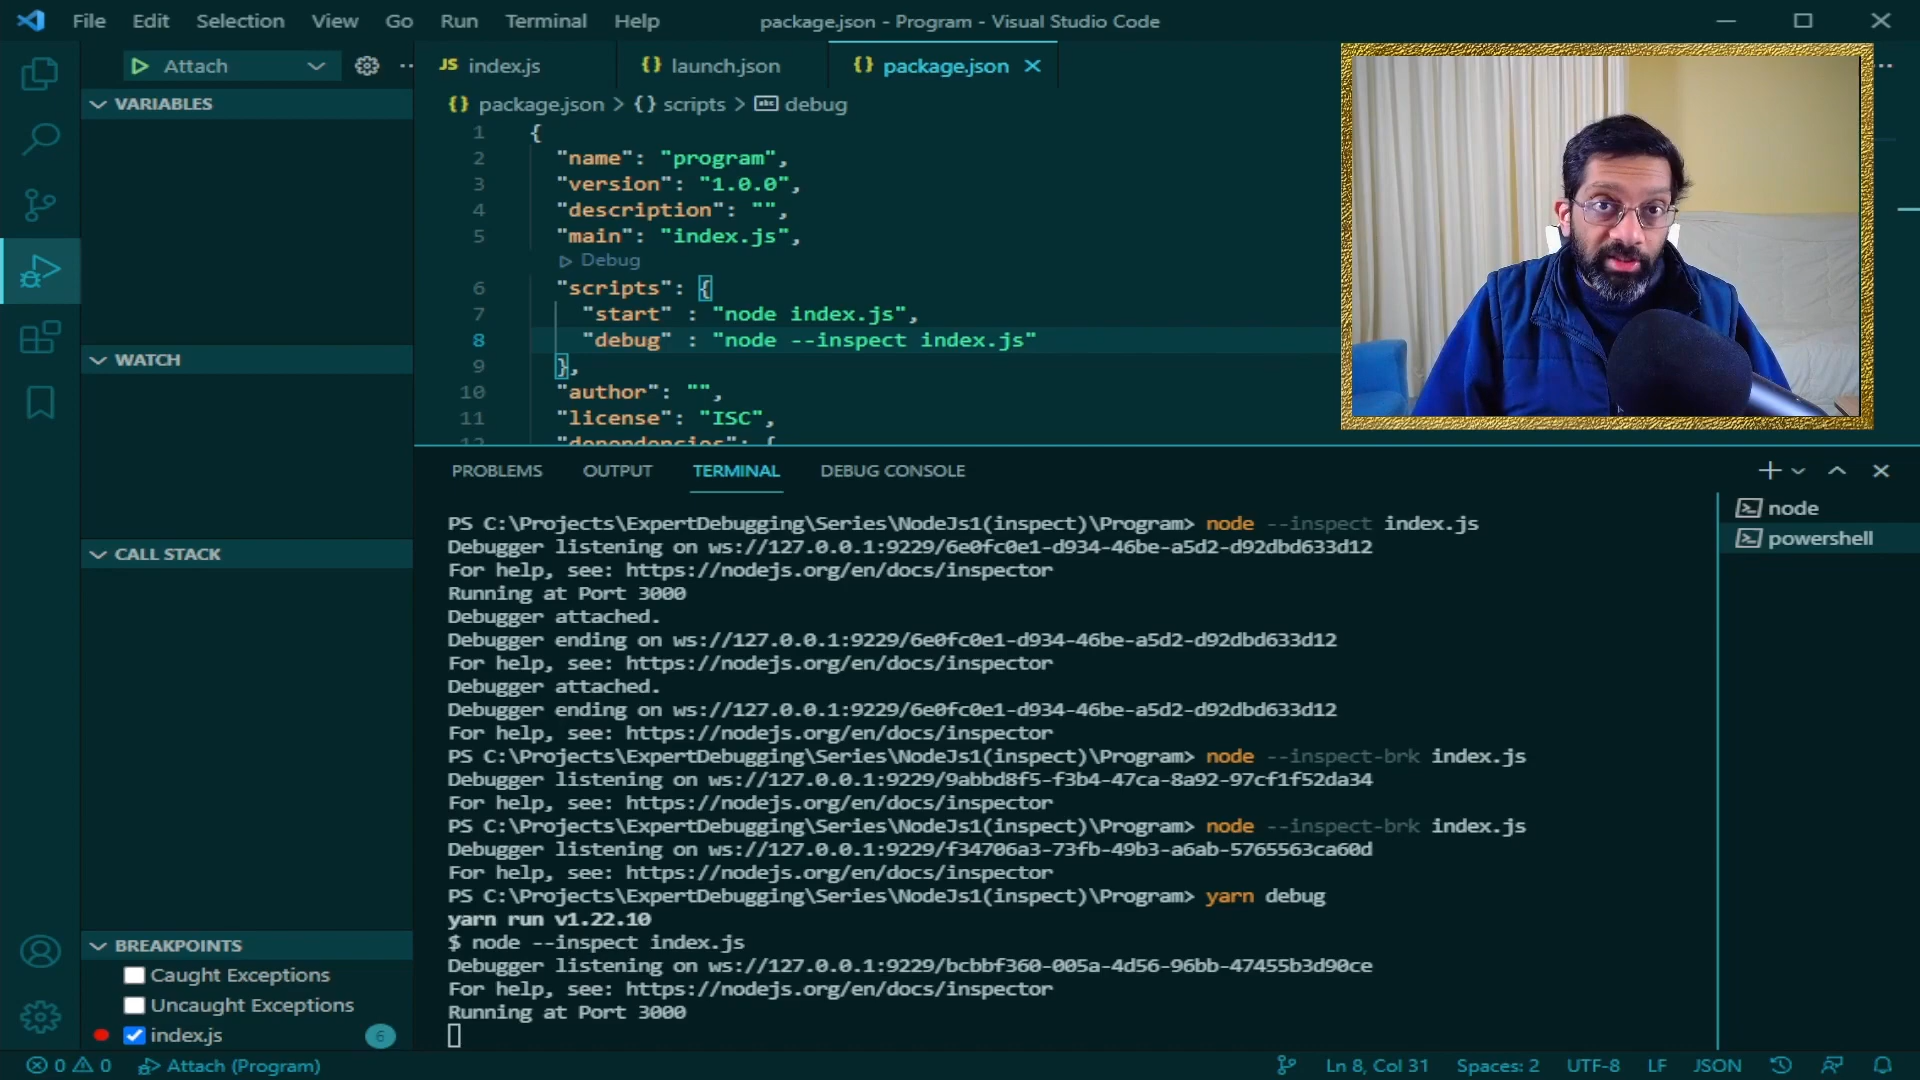 File Edit Selection View Go Run Terminal Help
package.json - Program - Visual Studio Code
Attach
JS index.js
{} launch.json
{} package.json
{} package.json > {} scripts > abc debug
VARIABLES
WATCH
CALL STACK
BREAKPOINTS
Caught Exceptions
Uncaught Exceptions
index.js 6
1 {
2 "name": "program",
3 "version": "1.0.0",
4 "description": "",
5 "main": "index.js",
Debug
6 "scripts": {
7 "start" : "node index.js",
8 "debug" : "node --inspect index.js"
9 },
10 "author": "",
11 "license": "ISC",
12 "dependencies": {
PROBLEMS OUTPUT TERMINAL DEBUG CONSOLE
node
powershell
PS C:\Projects\ExpertDebugging\Series\NodeJs1(inspect)\Program> node --inspect index.js
Debugger listening on ws://127.0.0.1:9229/6e0fc0e1-d934-46be-a5d2-d92dbd633d12
For help, see: https://nodejs.org/en/docs/inspector
Running at Port 3000
Debugger attached.
Debugger ending on ws://127.0.0.1:9229/6e0fc0e1-d934-46be-a5d2-d92dbd633d12
For help, see: https://nodejs.org/en/docs/inspector
Debugger attached.
Debugger ending on ws://127.0.0.1:9229/6e0fc0e1-d934-46be-a5d2-d92dbd633d12
For help, see: https://nodejs.org/en/docs/inspector
PS C:\Projects\ExpertDebugging\Series\NodeJs1(inspect)\Program> node --inspect-brk index.js
Debugger listening on ws://127.0.0.1:9229/9abbd8f5-f3b4-47ca-8a92-97cf1f52da34
For help, see: https://nodejs.org/en/docs/inspector
PS C:\Projects\ExpertDebugging\Series\NodeJs1(inspect)\Program> node --inspect-brk index.js
Debugger listening on ws://127.0.0.1:9229/f34706a3-73fb-49b3-a6ab-5765563ca60d
For help, see: https://nodejs.org/en/docs/inspector
PS C:\Projects\ExpertDebugging\Series\NodeJs1(inspect)\Program> yarn debug
yarn run v1.22.10
$ node --inspect index.js
Debugger listening on ws://127.0.0.1:9229/bcbbf360-005a-4d56-96bb-47455b3d90ce
For help, see: https://nodejs.org/en/docs/inspector
Running at Port 3000
0 0 Attach (Program)
Ln 8, Col 31 Spaces: 2 UTF-8 LF JSON